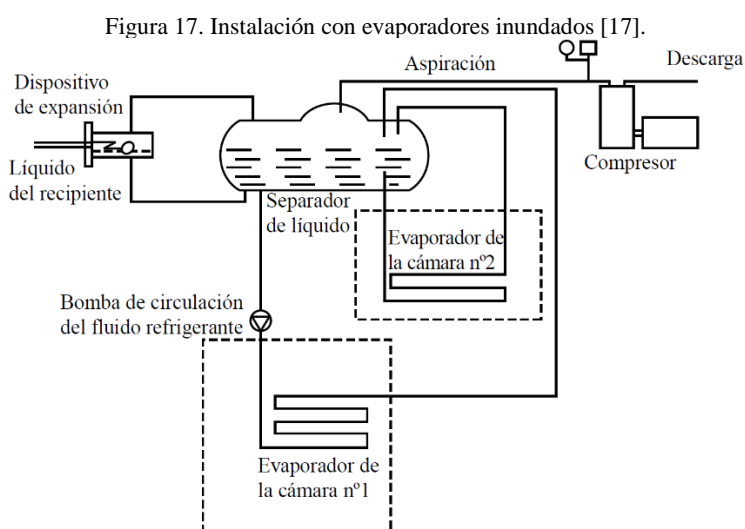 Figura 17. Instalación con evaporadores inundados [17].
Aspiración
Descarga
Dispositivo
de expansión
Líquido
del recipiente
Compresor
Separador
de líquido
Evaporador de
la cámara nº2
Bomba de circulación
del fluido refrigerante
Evaporador de
la cámara nº1